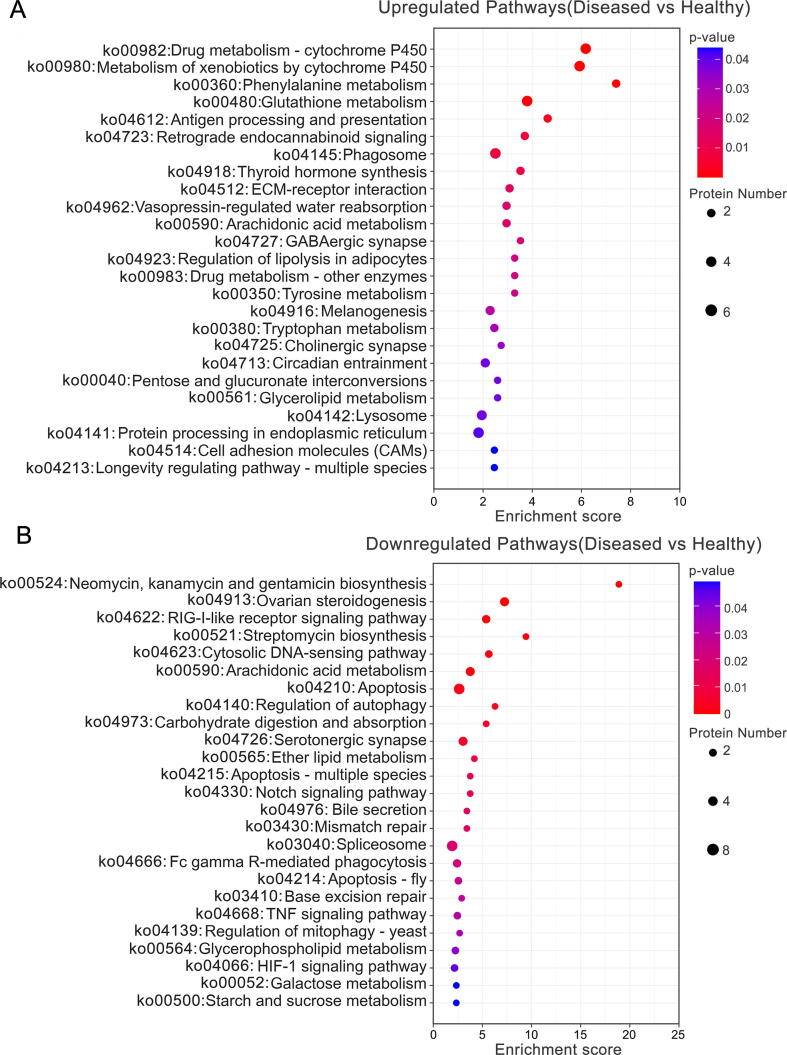 A
Upregulated Pathways(Diseased vs Healthy)
ko00982:Drug metabolism - cytochrome P450
ko00980:Metabolism of xenobiotics by cytochrome P450
ko00360:Phenylalanine metabolism
ko00480:Glutathione metabolism
ko04612:Antigen processing and presentation
ko04723:Retrograde endocannabinoid signaling
ko04145:Phagosome
ko04918:Thyroid hormone synthesis
ko04512:ECM-receptor interaction
ko04962:Vasopressin-regulated water reabsorption
ko00590:Arachidonic acid metabolism
ko04727:GABAergic synapse
ko04923:Regulation of lipolysis in adipocytes
ko00983:Drug metabolism - other enzymes
ko00350:Tyrosine metabolism
ko04916:Melanogenesis
ko00380:Tryptophan metabolism
ko04725:Cholinergic synapse
ko04713:Circadian entrainment
ko00040:Pentose and glucuronate interconversions
ko00561:Glycerolipid metabolism
ko04142:Lysosome
ko04141:Protein processing in endoplasmic reticulum
ko04514:Cell adhesion molecules (CAMs)
ko04213:Longevity regulating pathway - multiple species
0 2 4 6 8 10
Enrichment score
p-value
0.04
0.03
0.02
0.01
Protein Number
2
4
6
B
Downregulated Pathways(Diseased vs Healthy)
ko00524:Neomycin, kanamycin and gentamicin biosynthesis
ko04913:Ovarian steroidogenesis
ko04622:RIG-I-like receptor signaling pathway
ko00521:Streptomycin biosynthesis
ko04623:Cytosolic DNA-sensing pathway
ko00590:Arachidonic acid metabolism
ko04210:Apoptosis
ko04140:Regulation of autophagy
ko04973:Carbohydrate digestion and absorption
ko04726:Serotonergic synapse
ko00565:Ether lipid metabolism
ko04215:Apoptosis - multiple species
ko04330:Notch signaling pathway
ko04976: Bile secretion
ko03430:Mismatch repair
ko03040:Spliceosome
ko04666: Fc gamma R-mediated phagocytosis
ko04214:Apoptosis - fly
ko03410:Base excision repair
ko04668:TNF signaling pathway
ko04139:Regulation of mitophagy - yeast
ko00564:Glycerophospholipid metabolism
ko04066: HIF-1 signaling pathway
ko00052:Galactose metabolism
ko00500:Starch and sucrose metabolism
0 5 10 15 20 25
Enrichment score
p-value
0.04
0.03
0.02
0.01
0
Protein Number
2
4
8